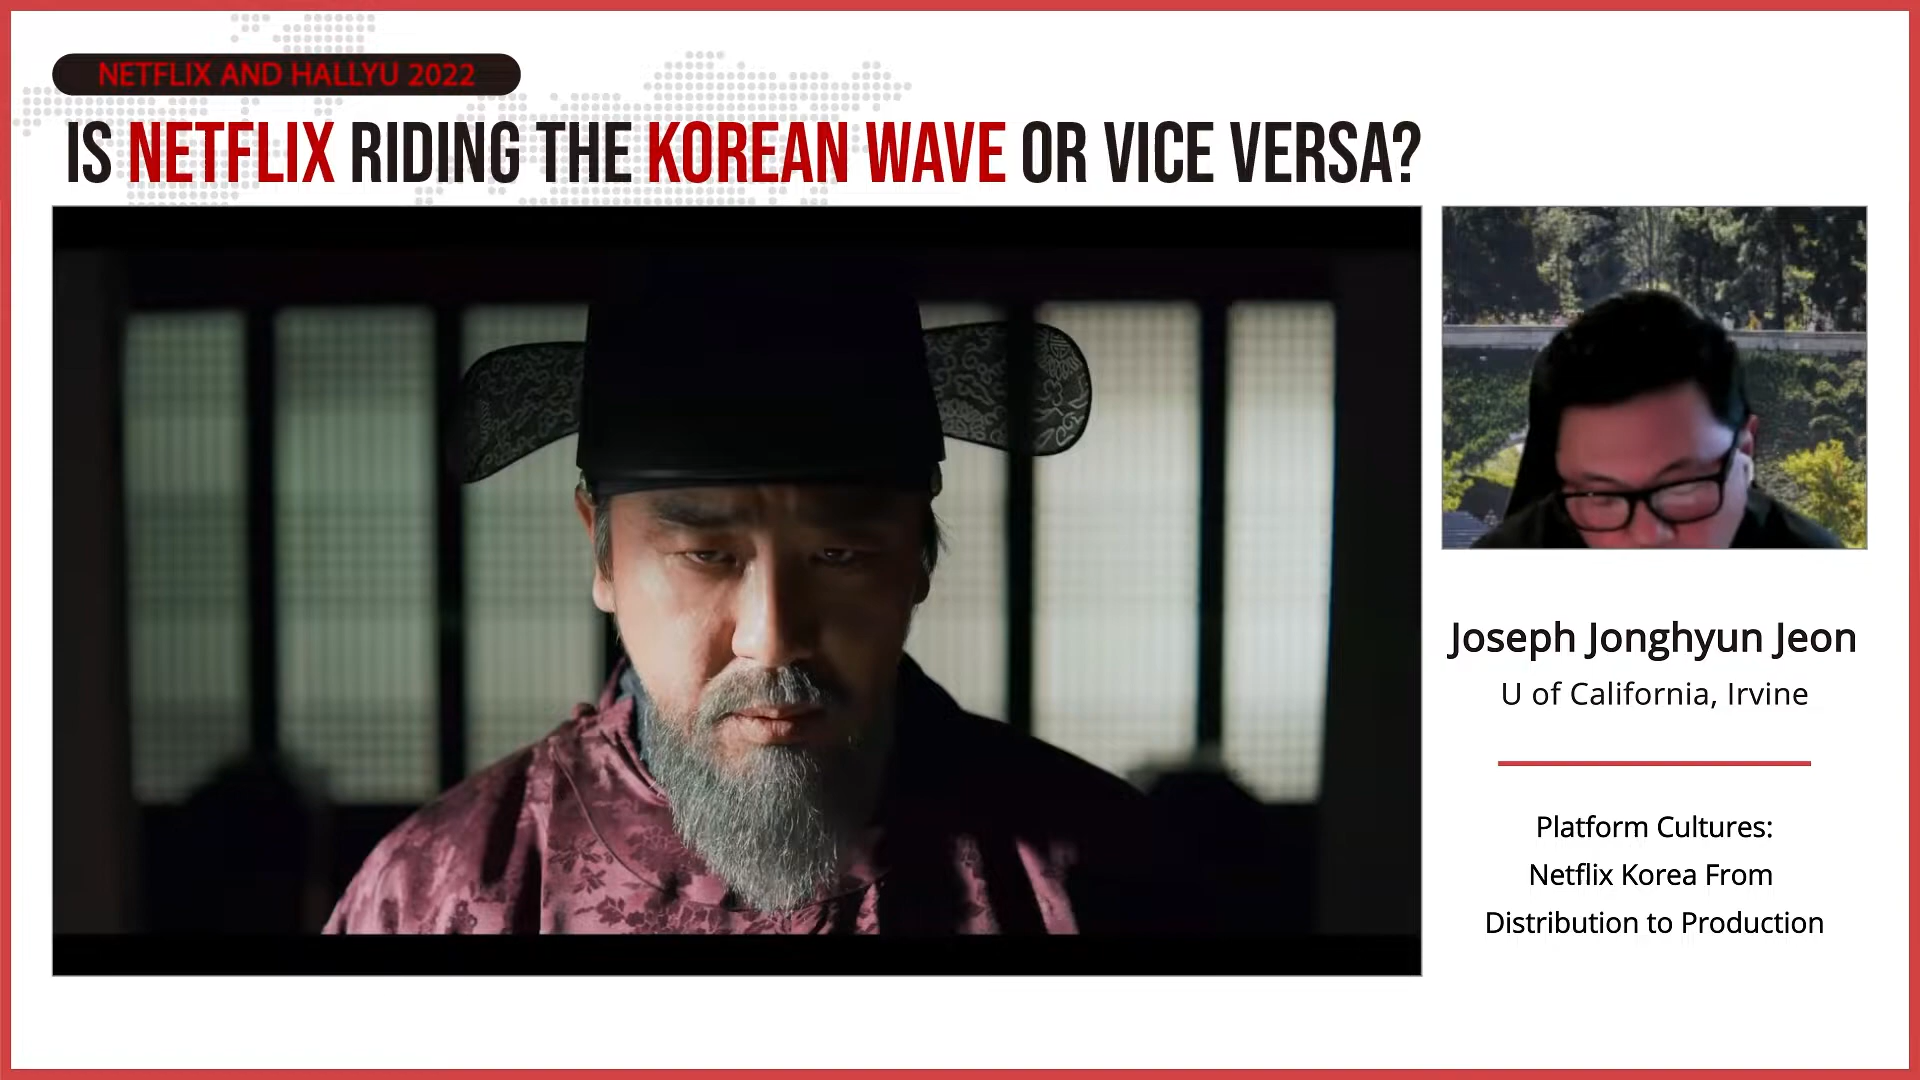 NETFLIX AND HALLYU 2022
IS NETFLIX RIDING THE KOREAN WAVE OR VICE VERSA?
Joseph Jonghyun Jeon
U of California, Irvine
Platform Cultures:
Netflix Korea From
Distribution to Production